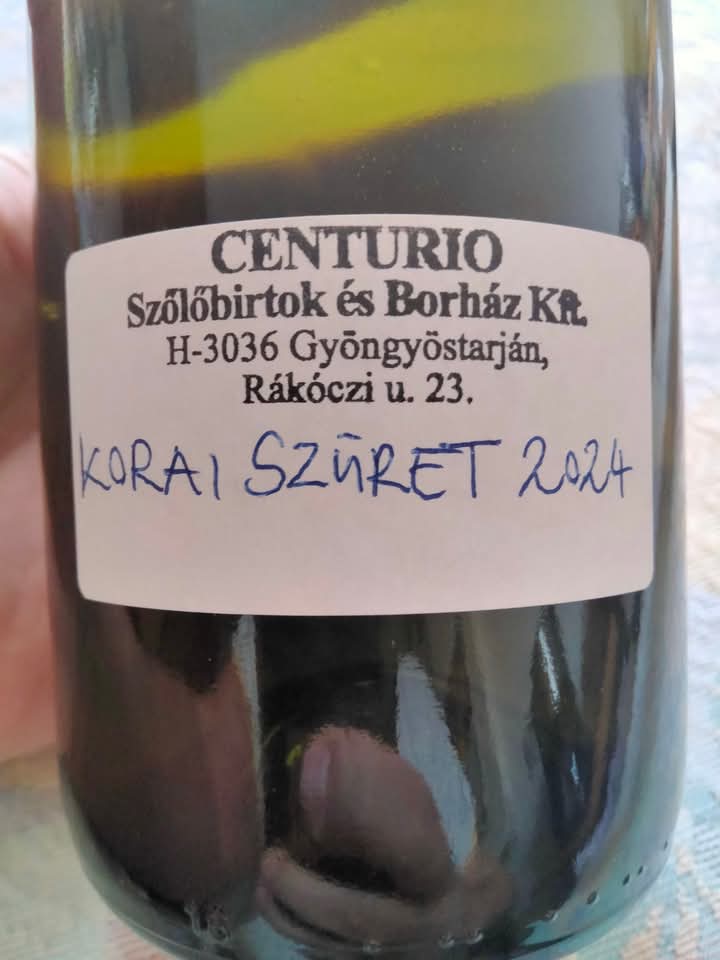 CENTURIO
Szőlőbirtok és Borház Kft.
H-3036 Gyöngyöstarján,
Rákóczi u. 23.
KORAI SZÜRET 2024